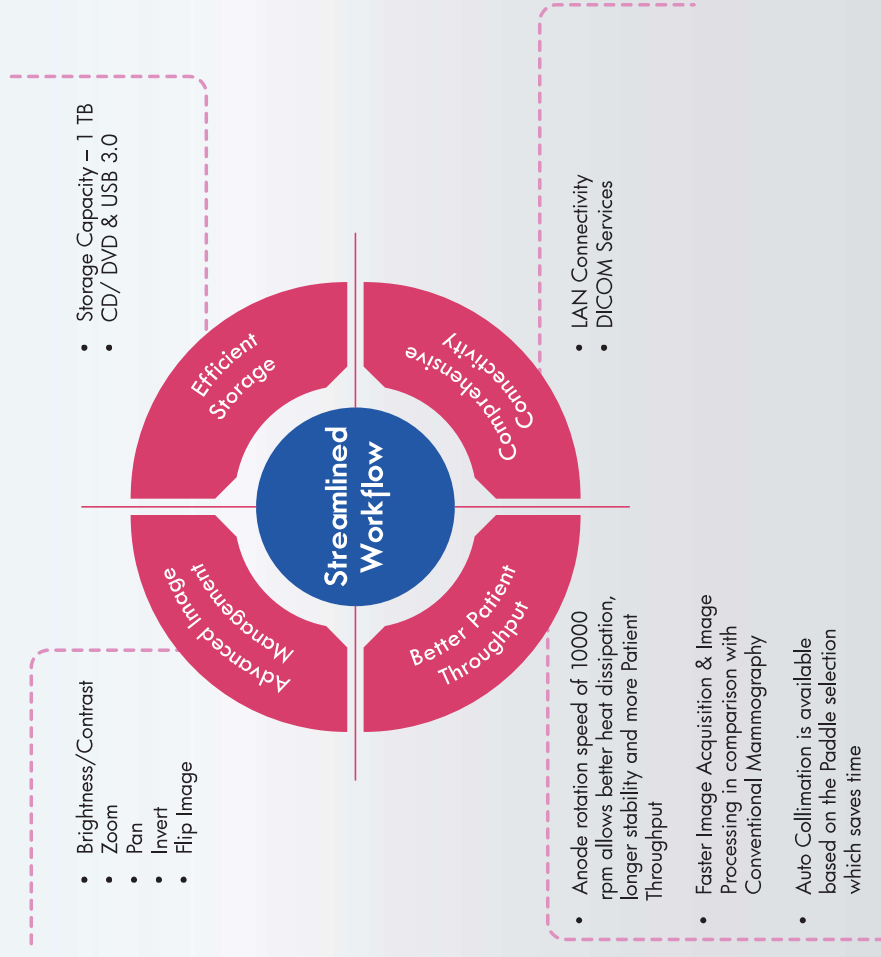 • Brightness/Contrast
• Zoom
• Pan
• Invert
• Flip Image
• Storage Capacity – 1 TB
• CD/ DVD & USB 3.0
Advanced Image
Management
Efficient
Storage
Streamlined
Workflow
Better Patient
Throughput
Comprehensive
Connectivity
• Anode rotation speed of 10000
rpm allows better heat dissipation,
longer stability and more Patient
Throughput
• Faster Image Acquisition & Image
Processing in comparison with
Conventional Mammography
• Auto Collimation is available
based on the Paddle selection
which saves time
• LAN Connectivity
• DICOM Services